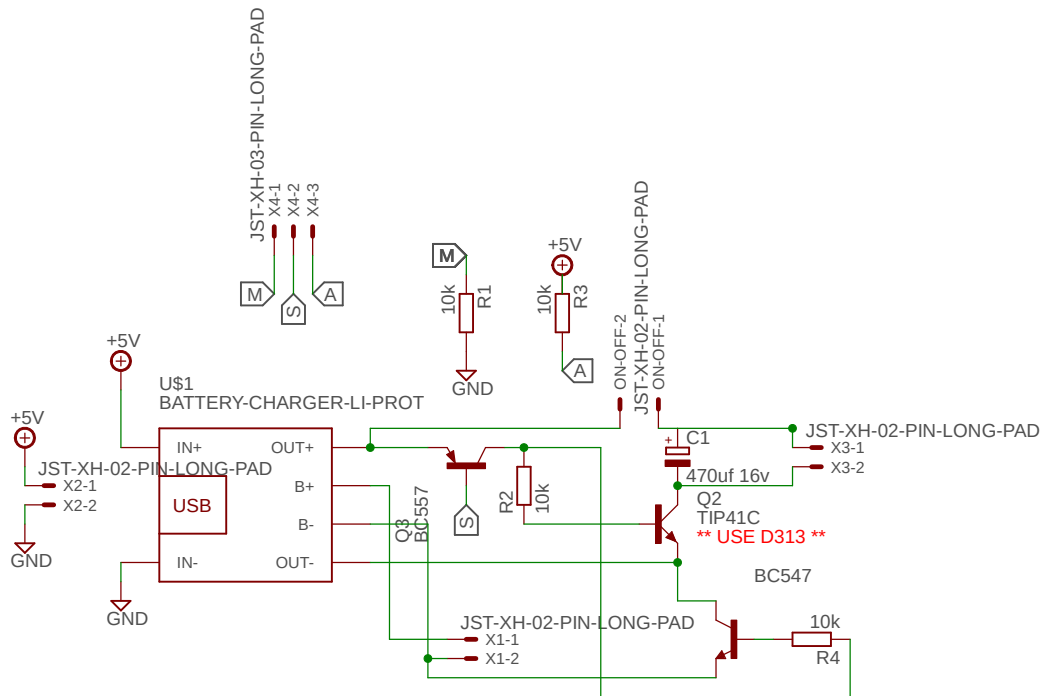 JST-XH-03-PIN-LONG-PAD
X4-1
X4-2
X4-3
M
S
A
M
10k
R1
GND
+5V
10k
R3
A
JST-XH-02-PIN-LONG-PAD
ON-OFF-2
ON-OFF-1
+5V
U$1
BATTERY-CHARGER-LI-PROT
+5V
JST-XH-02-PIN-LONG-PAD
X2-1
X2-2
GND
IN+
USB
IN-
GND
OUT+
B+
B-
OUT-
Q3
BC557
S
R2
10k
+
C1
470uf 16v
JST-XH-02-PIN-LONG-PAD
X3-1
X3-2
Q2
TIP41C
** USE D313 **
BC547
JST-XH-02-PIN-LONG-PAD
X1-1
X1-2
10k
R4